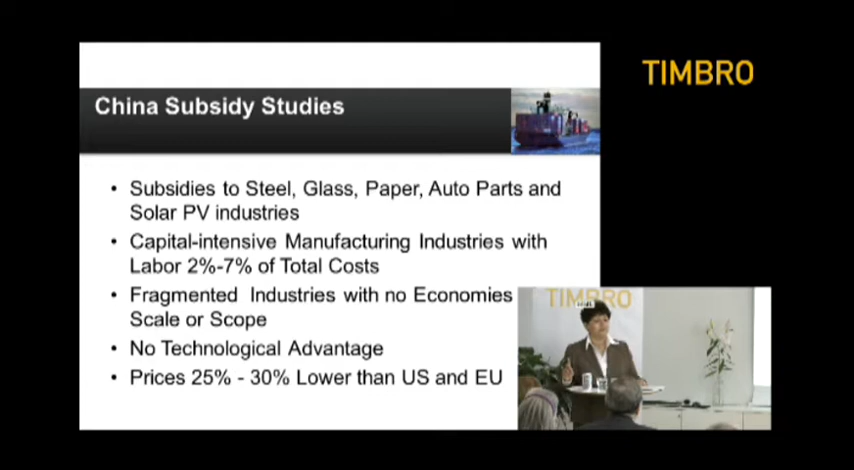 TIMBRO
China Subsidy Studies
• Subsidies to Steel, Glass, Paper, Auto Parts and
Solar PV industries
• Capital-intensive Manufacturing Industries with
Labor 2%-7% of Total Costs
• Fragmented Industries with no Economies
Scale or Scope
• No Technological Advantage
• Prices 25% - 30% Lower than US and EU
TIMBRO